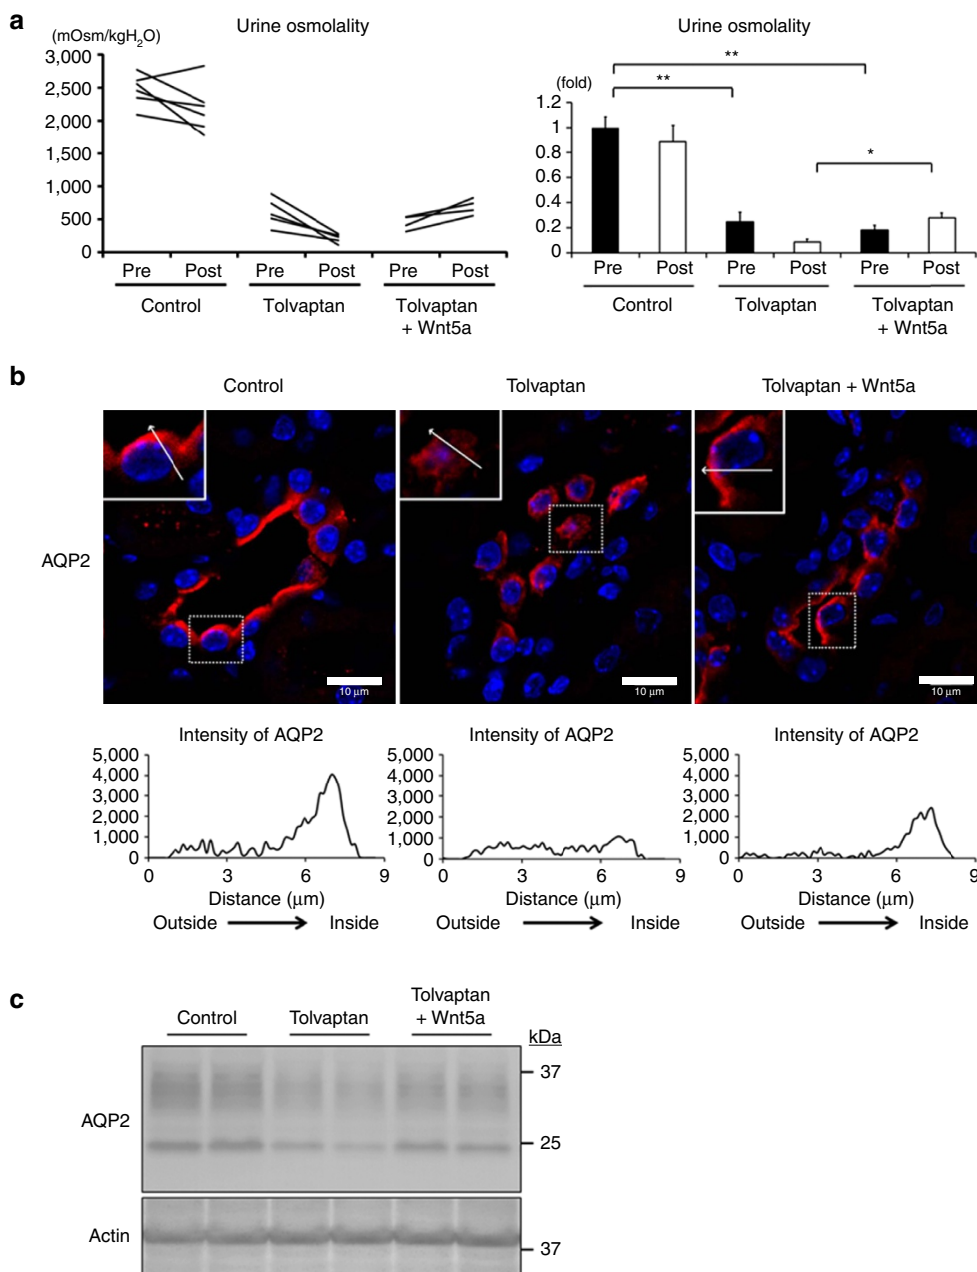 a
Urine osmolality
(mOsm/kgH2O)
3,000
2,500
2,000
1,500
1,000
500
0
Pre Post Pre Post Pre Post
Control Tolvaptan Tolvaptan
+ Wnt5a
Urine osmolality
(fold)
**
**
*
1.2
1
0.8
0.6
0.4
0.2
0
Pre Post Pre Post Pre Post
Control Tolvaptan Tolvaptan
+ Wnt5a
b
Control Tolvaptan Tolvaptan + Wnt5a
AQP2
10 μm 10 μm 10 μm
Intensity of AQP2
5,000
4,000
3,000
2,000
1,000
0
0 3 6 9
Distance (μm)
Outside Inside
Intensity of AQP2
5,000
4,000
3,000
2,000
1,000
0
0 3 6 9
Distance (μm)
Outside Inside
Intensity of AQP2
5,000
4,000
3,000
2,000
1,000
0
0 3 6 9
Distance (μm)
Outside Inside
c
Control Tolvaptan Tolvaptan
+ Wnt5a
kDa
37
AQP2
25
Actin
37